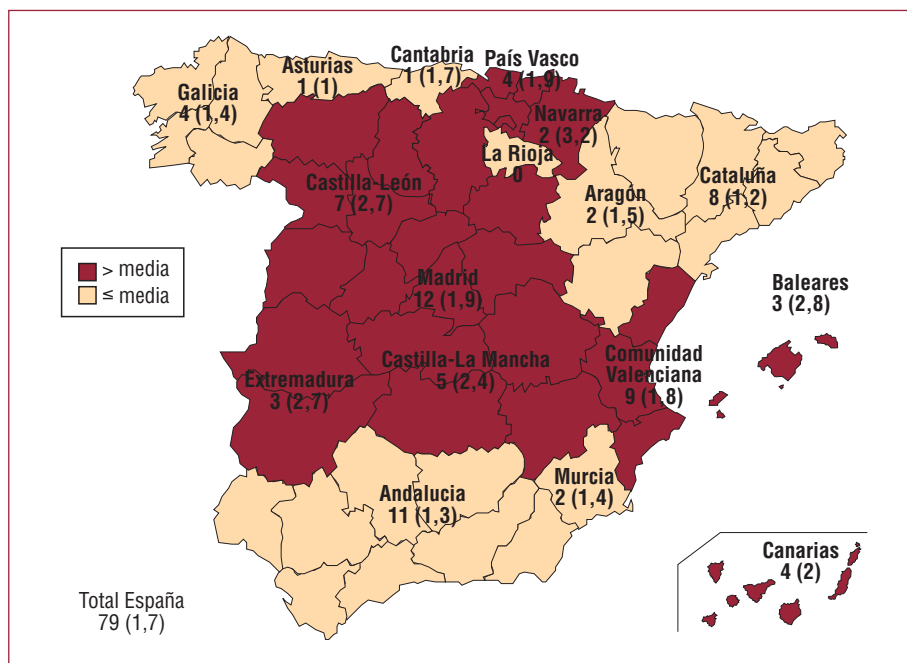 Cantabria
1 (1,7)
País Vasco
4 (1,9)
Asturias
1 (1)
Galicia
4 (1,4)
Navarra
2 (3,2)
La Rioja
0
Castilla-León
7 (2,7)
Aragón
2 (1,5)
Cataluña
8 (1,2)
> media
≤ media
Madrid
12 (1,9)
Baleares
3 (2,8)
Castilla-La Mancha
5 (2,4)
Comunidad
Valenciana
9 (1,8)
Extremadura
3 (2,7)
Murcia
2 (1,4)
Andalucia
11 (1,3)
Canarias
4 (2)
Total España
79 (1,7)